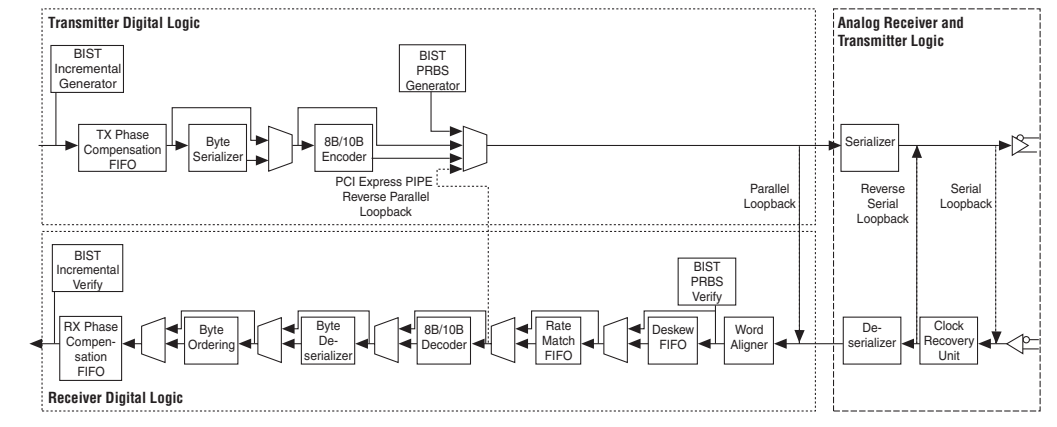 Transmitter Digital Logic
Analog Receiver and
Transmitter Logic
BIST
Incremental
Generator
BIST
PRBS
Generator
TX Phase
Compensation
FIFO
Byte
Serializer
8B/10B
Encoder
Serializer
PCI Express PIPE
Reverse Parallel
Loopback
Parallel
Loopback
Reverse
Serial
Loopback
Serial
Loopback
BIST
Incremental
Verify
BIST
PRBS
Verify
RX Phase
Compen-
sation
FIFO
Byte
Ordering
Byte
De-
serializer
8B/10B
Decoder
Rate
Match
FIFO
Deskew
FIFO
Word
Aligner
De-
serializer
Clock
Recovery
Unit
Receiver Digital Logic